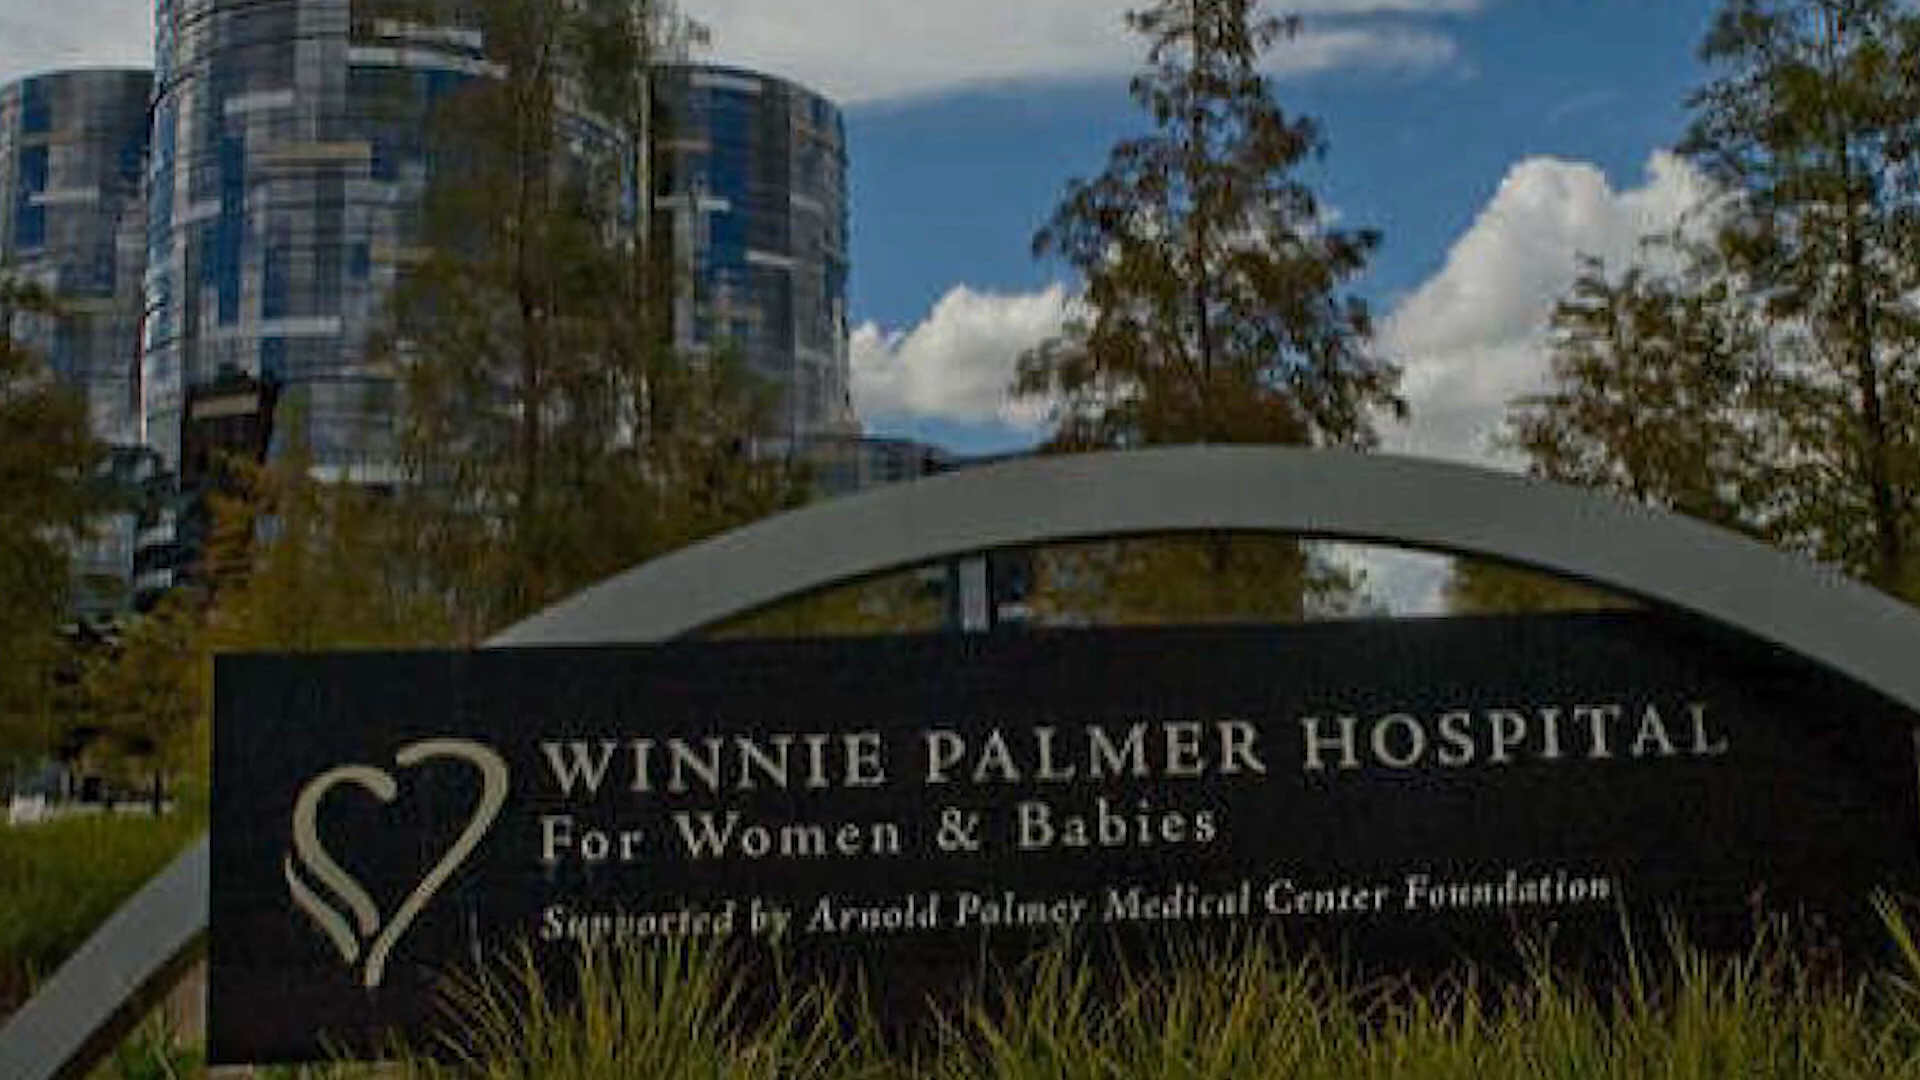 WINNIE PALMER HOSPITAL
For Women & Babies
Supported by Arnold Palmer Medical Center Foundation